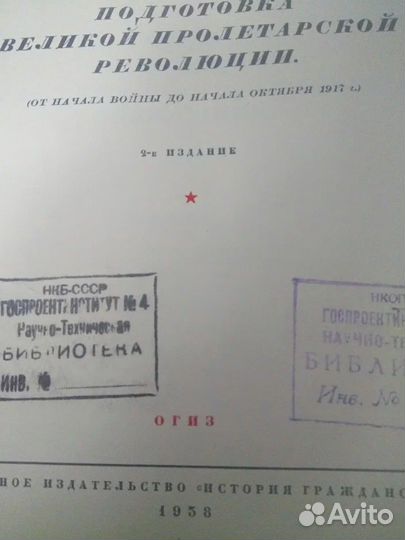 ПОДГОТОВКА
ВЕЛИКОЙ ПРОЛЕТАРСКОЙ
РЕВОЛЮЦИИ.
(ОТ НАЧАЛА ВОЙНЫ ДО НАЧАЛА ОКТЯБРЯ 1917 г.)
2-е ИЗДАНИЕ
НКБ-СССР
ГОСПРОЕКТИНСТИТУТ № 4
Научно-Техническая
БИБЛИОТЕКА
ИНВ. №
НКОП
ГОСПРОЕКТИН
НАУЧНО-ТЕ
БИБЛИ
Инв. №
ОГИЗ
НОЕ ИЗДАТЕЛЬСТВО «ИСТОРИЯ ГРАЖДАНС
1938
Avito